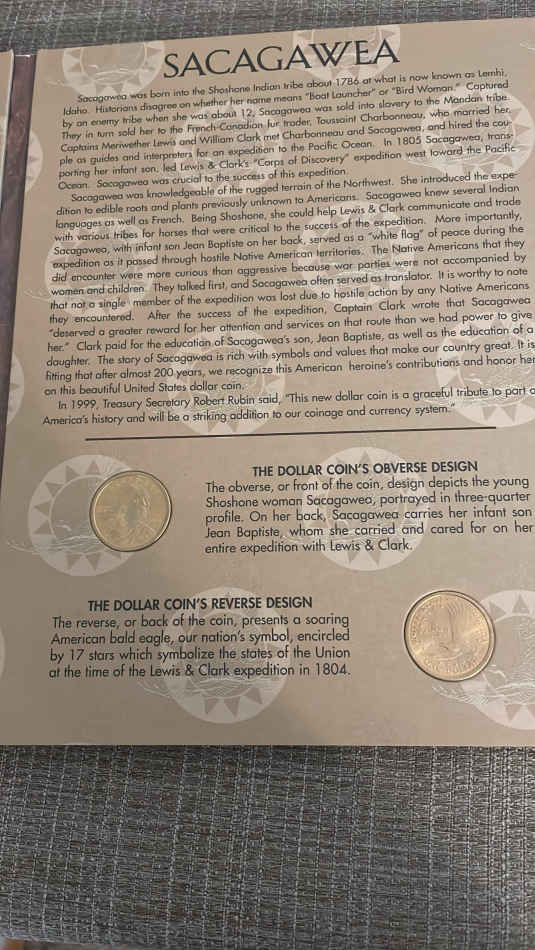 SACAGAWEA
Sacagawea was born into the Shoshone Indian tribe about 1786 at what is now known as Lemhi,
Idaho. Historians disagree on whether her name means "Boat Launcher" or "Bird Woman." Captured
by an enemy tribe when she was about 12, Sacagawea was sold into slavery to the Mandan tribe.
They in turn sold her to the French-Canadian fur trader, Toussaint Charbonneau, who married her.
Captains Meriwether Lewis and William Clark met Charbonneau and Sacagawea, and hired the cou-
ple as guides and interpreters for an expedition to the Pacific Ocean. In 1805 Sacagawea, trans-
porting her infant son, led Lewis & Clark's "Corps of Discovery" expedition west toward the Pacific
Ocean. Sacagawea was crucial to the success of this expedition.
Sacagawea was knowledgeable of the rugged terrain of the Northwest. She introduced the expe-
dition to edible roots and plants previously unknown to Americans. Sacagawea knew several Indian
languages as well as French. Being Shoshone, she could help Lewis & Clark communicate and trade
with various tribes for horses that were critical to the success of the expedition. More importantly,
Sacagawea, with infant son Jean Baptiste on her back, served as a "white flag" of peace during the
expedition as it passed through hostile Native American territories. The Native Americans that they
did encounter were more curious than aggressive because war parties were not accompanied by
women and children. They talked first, and Sacagawea often served as translator. It is worthy to note
that not a single member of the expedition was lost due to hostile action by any Native Americans
they encountered. After the success of the expedition, Captain Clark wrote that Sacagawea
"deserved a greater reward for her attention and services on that route than we had power to give
her." Clark paid for the education of Sacagawea's son, Jean Baptiste, as well as the education of a
daughter. The story of Sacagawea is rich with symbols and values that make our country great. It is
fitting that after almost 200 years, we recognize this American heroine's contributions and honor her
on this beautiful United States dollar coin.
In 1999, Treasury Secretary Robert Rubin said, "This new dollar coin is a graceful tribute to part o
America's history and will be a striking addition to our coinage and currency system."
THE DOLLAR COIN'S OBVERSE DESIGN
The obverse, or front of the coin, design depicts the young
Shoshone woman Sacagawea, portrayed in three-quarter
profile. On her back, Sacagawea carries her infant son
Jean Baptiste, whom she carried and cared for on her
entire expedition with Lewis & Clark.
THE DOLLAR COIN'S REVERSE DESIGN
The reverse, or back of the coin, presents a soaring
American bald eagle, our nation's symbol, encircled
by 17 stars which symbolize the states of the Union
at the time of the Lewis & Clark expedition in 1804.